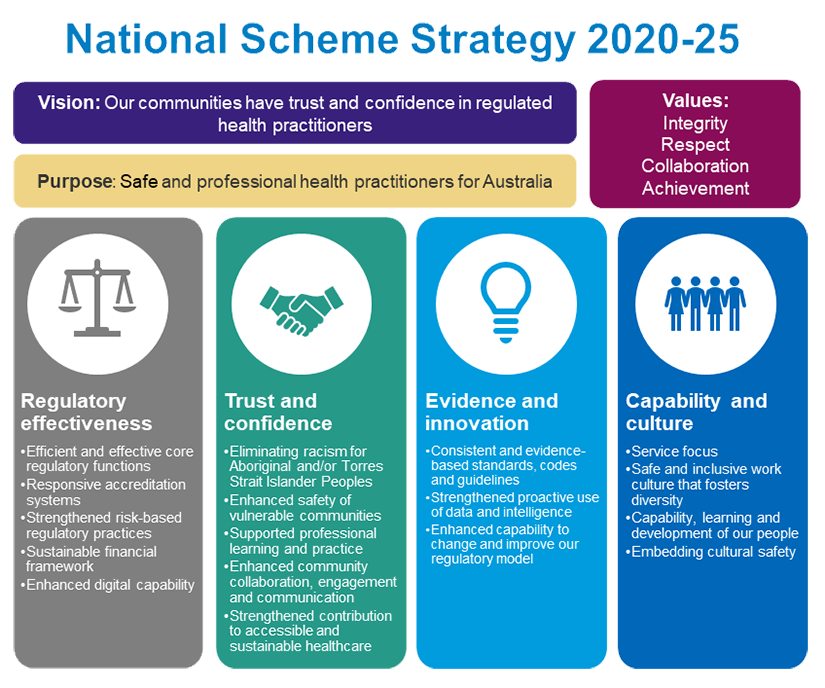 National Scheme Strategy 2020-25
Vision: Our communities have trust and confidence in regulated
health practitioners
Purpose: Safe and professional health practitioners for Australia
Values:
Integrity
Respect
Collaboration
Achievement
Regulatory
effectiveness
•Efficient and effective core
regulatory functions
•Responsive accreditation
systems
•Strengthened risk-based
regulatory practices
•Sustainable financial
framework
•Enhanced digital capability
Trust and
confidence
•Eliminating racism for
Aboriginal and/or Torres
Strait Islander Peoples
•Enhanced safety of
vulnerable communities
•Supported professional
learning and practice
•Enhanced community
collaboration, engagement
and communication
•Strengthened contribution
to accessible and
sustainable healthcare
Evidence and
innovation
•Consistent and evidence-
based standards, codes
and guidelines
•Strengthened proactive use
of data and intelligence
•Enhanced capability to
change and improve our
regulatory model
Capability and
culture
•Service focus
•Safe and inclusive work
culture that fosters
diversity
•Capability, learning and
development of our people
•Embedding cultural safety